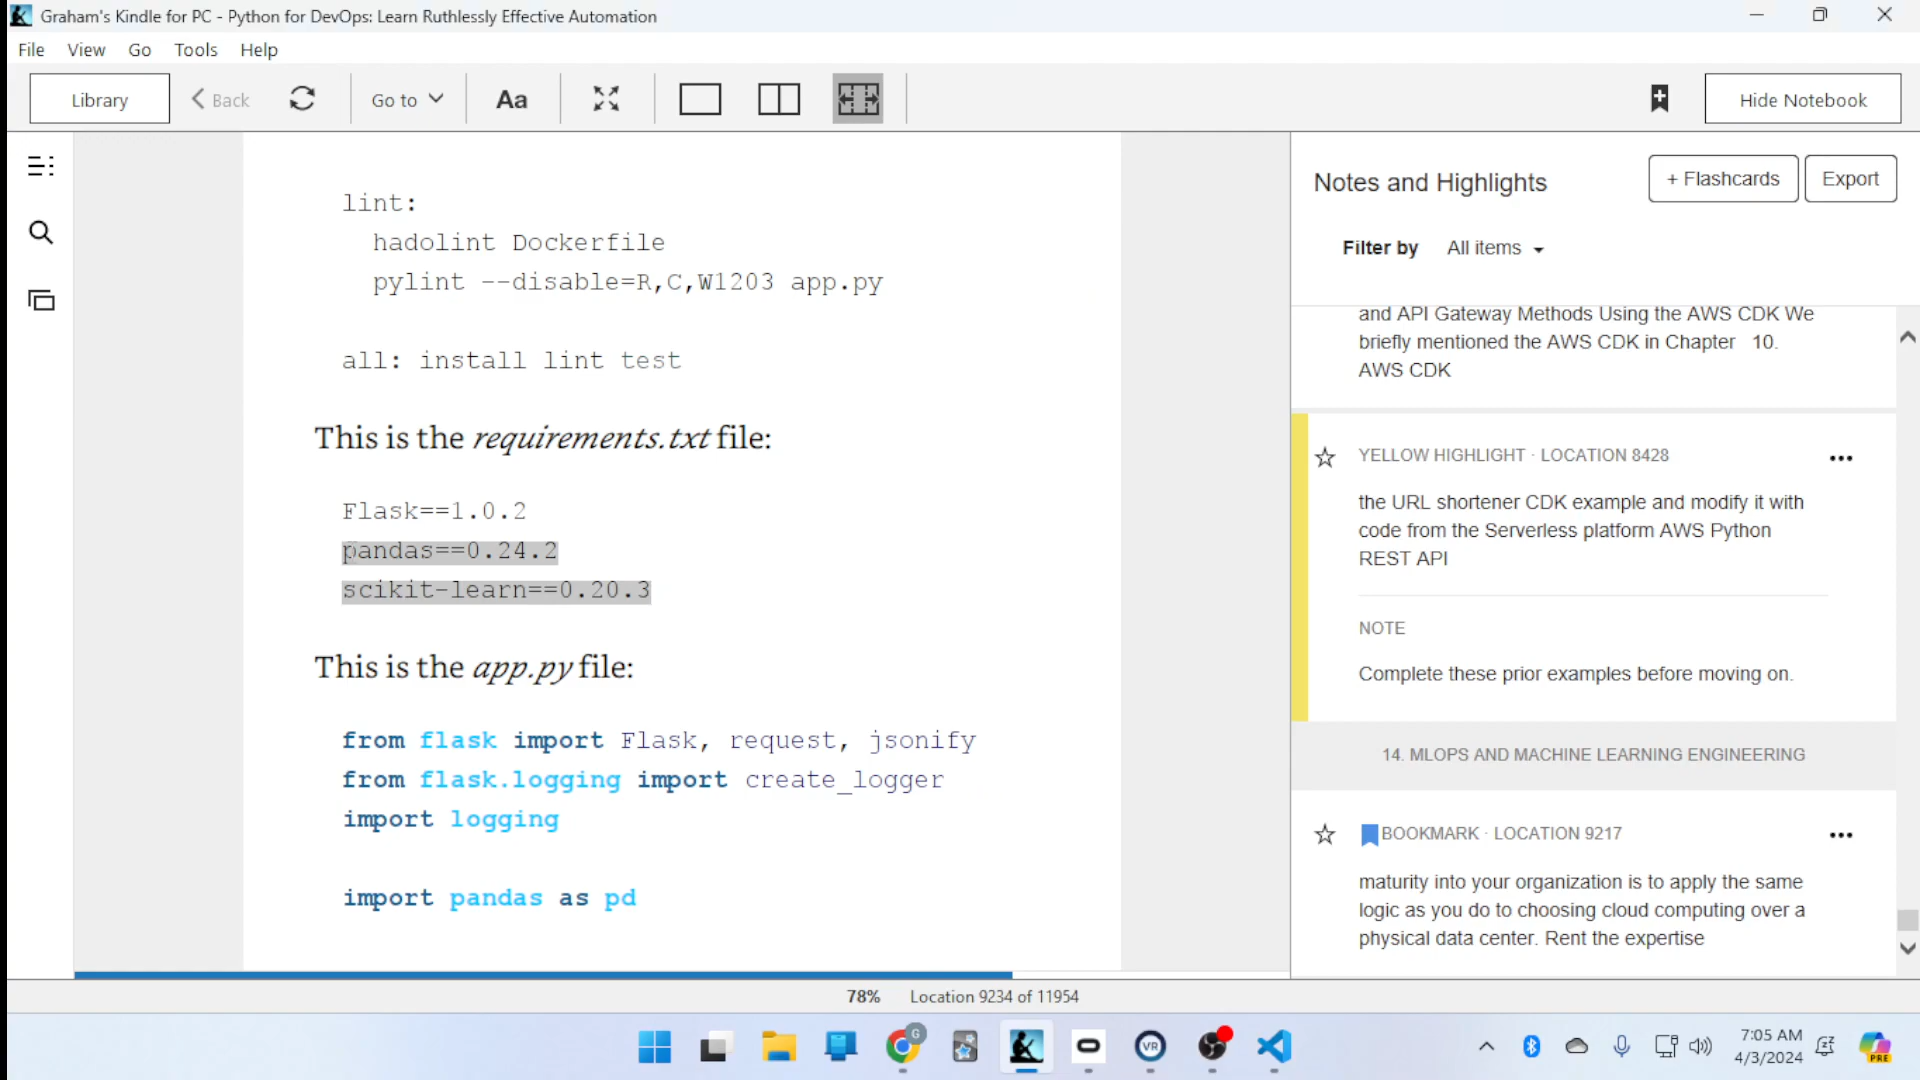 Graham's Kindle for PC - Python for DevOps: Learn Ruthlessly Effective Automation
File View Go Tools Help
Library Back Go to Aa Hide Notebook
lint:
hadolint Dockerfile
pylint --disable=R,C,W1203 app.py
all: install lint test
This is the requirements.txt file:
Flask==1.0.2
pandas==0.24.2
scikit-learn==0.20.3
This is the app.py file:
from flask import Flask, request, jsonify
from flask.logging import create_logger
import logging
import pandas as pd
Notes and Highlights + Flashcards Export
Filter by All items
and API Gateway Methods Using the AWS CDK We
briefly mentioned the AWS CDK in Chapter 10.
AWS CDK
YELLOW HIGHLIGHT · LOCATION 8428
the URL shortener CDK example and modify it with
code from the Serverless platform AWS Python
REST API
NOTE
Complete these prior examples before moving on.
14. MLOPS AND MACHINE LEARNING ENGINEERING
BOOKMARK · LOCATION 9217
maturity into your organization is to apply the same
logic as you do to choosing cloud computing over a
physical data center. Rent the expertise
78% Location 9234 of 11954
G
VR
7:05 AM
4/3/2024
PRE